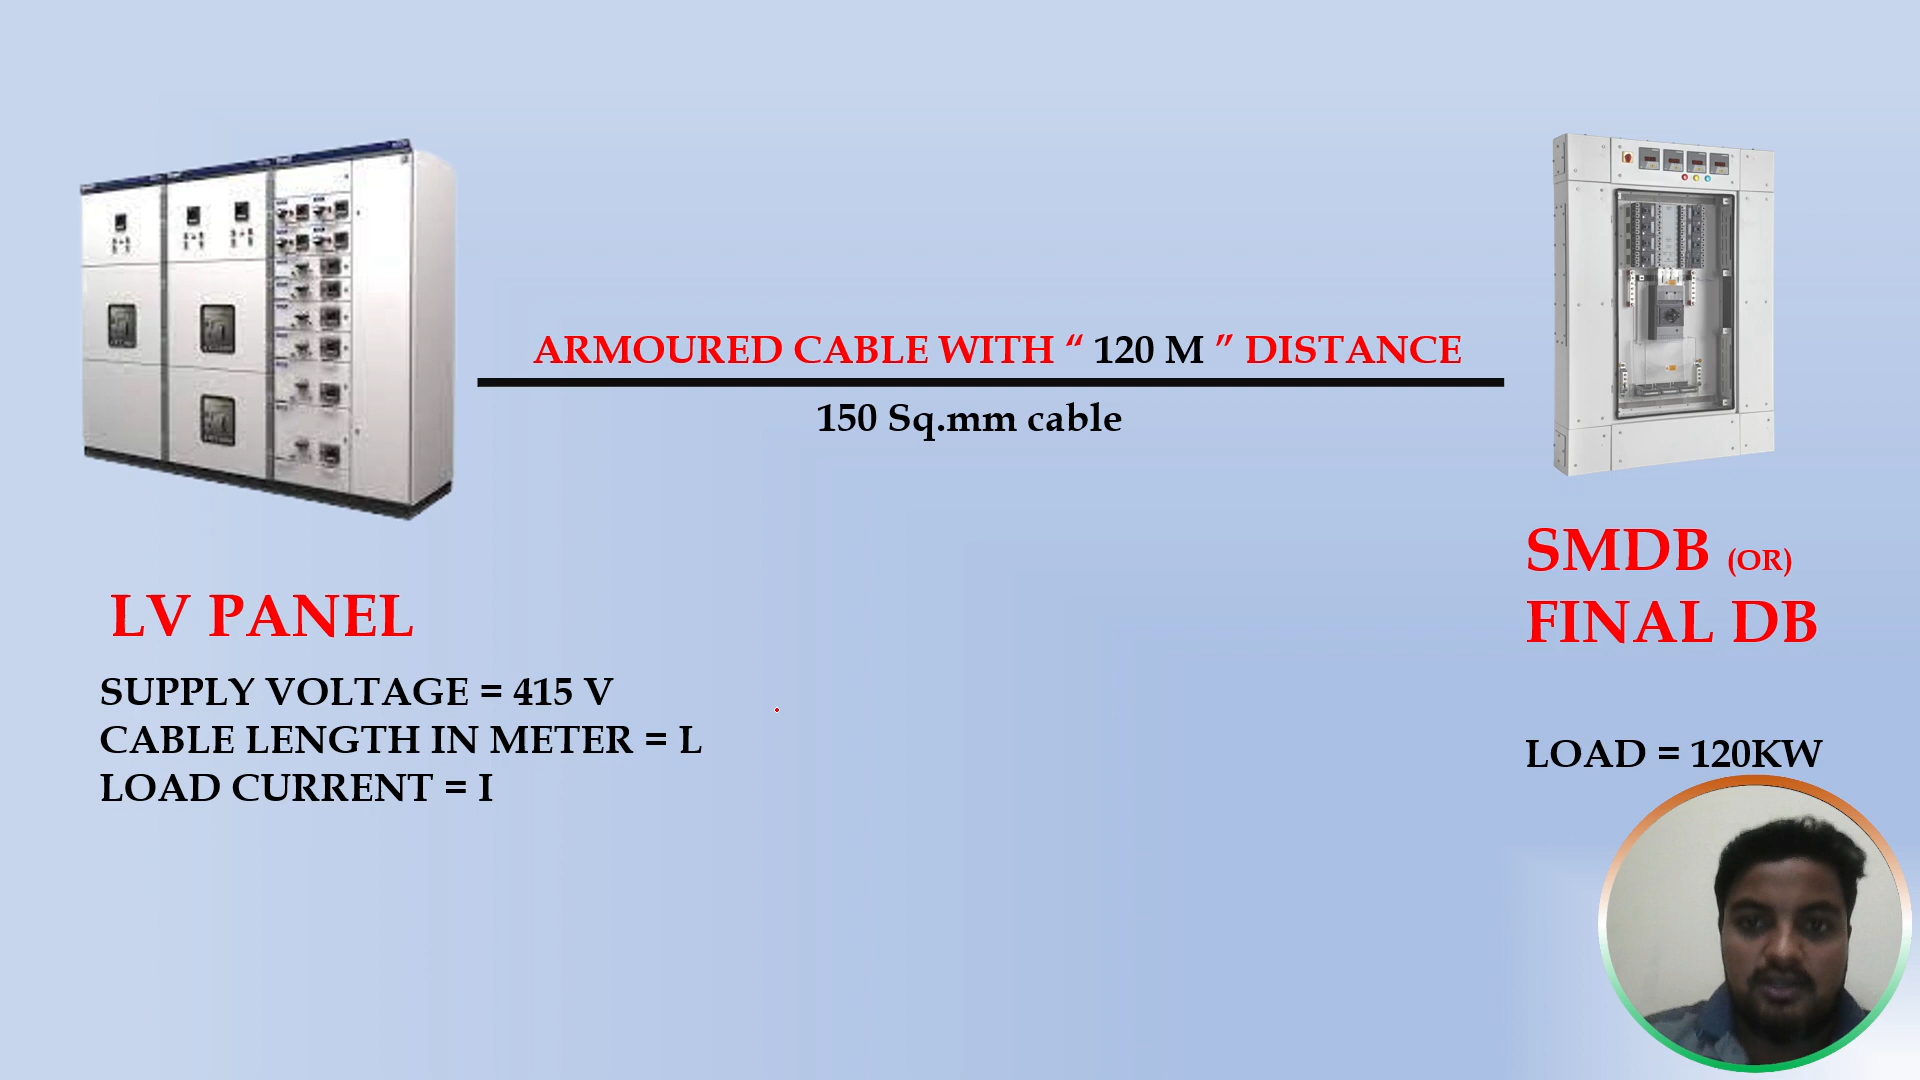 ARMOURED CABLE WITH “ 120 M ” DISTANCE
150 Sq.mm cable
SMDB (OR)
FINAL DB
LV PANEL
SUPPLY VOLTAGE = 415 V
CABLE LENGTH IN METER = L
LOAD CURRENT = I
LOAD = 120KW